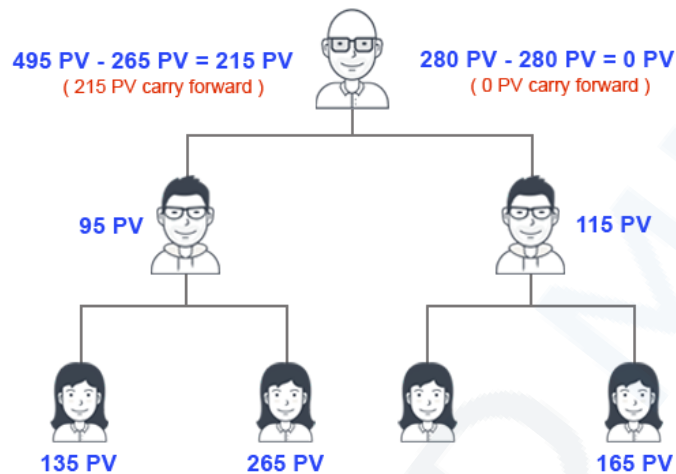 495 PV - 265 PV = 215 PV
( 215 PV carry forward )
280 PV - 280 PV = 0 PV
( 0 PV carry forward )
95 PV
115 PV
135 PV
265 PV
165 PV